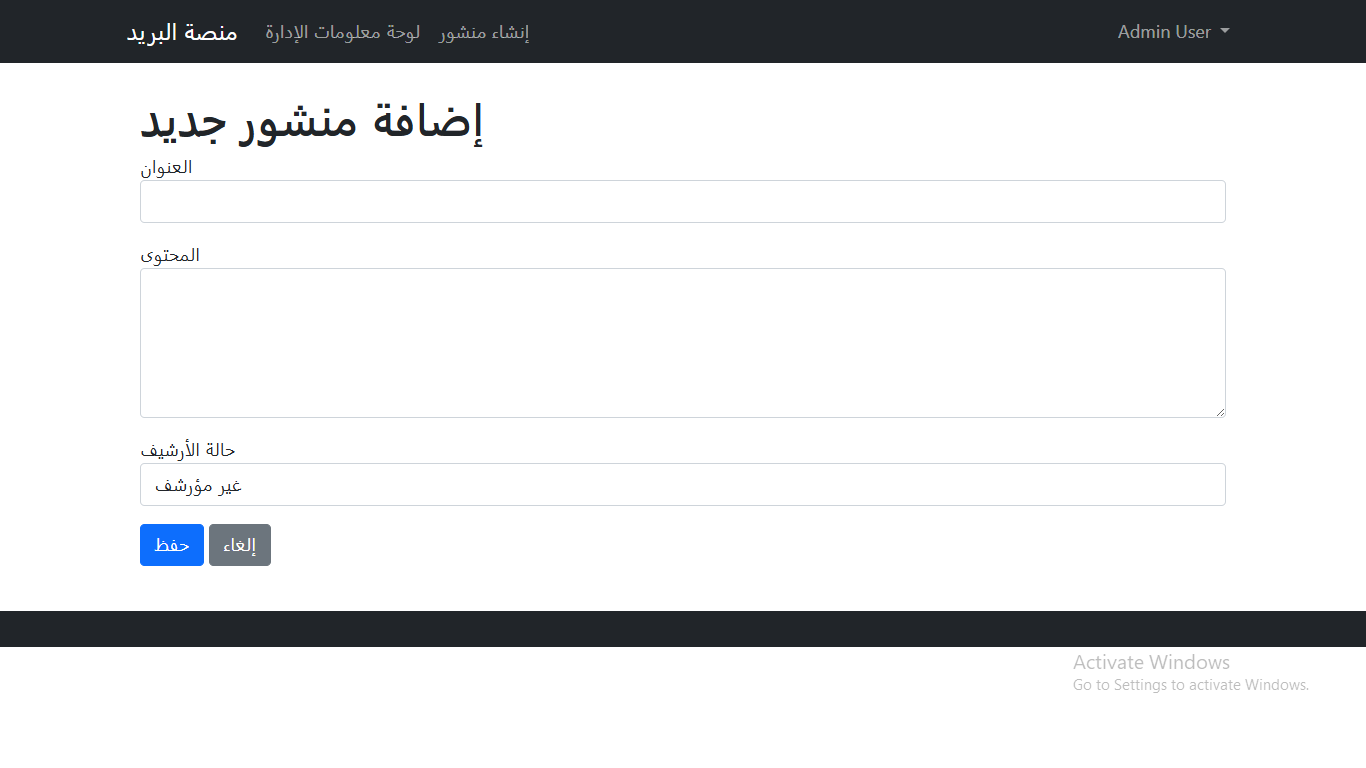 منصة البريد
لوحة معلومات الإدارة
إنشاء منشور
Admin User
إضافة منشور جديد
العنوان
المحتوى
حالة الأرشيف
غير مؤرشف
حفظ
إلغاء
Activate Windows
Go to Settings to activate Windows.